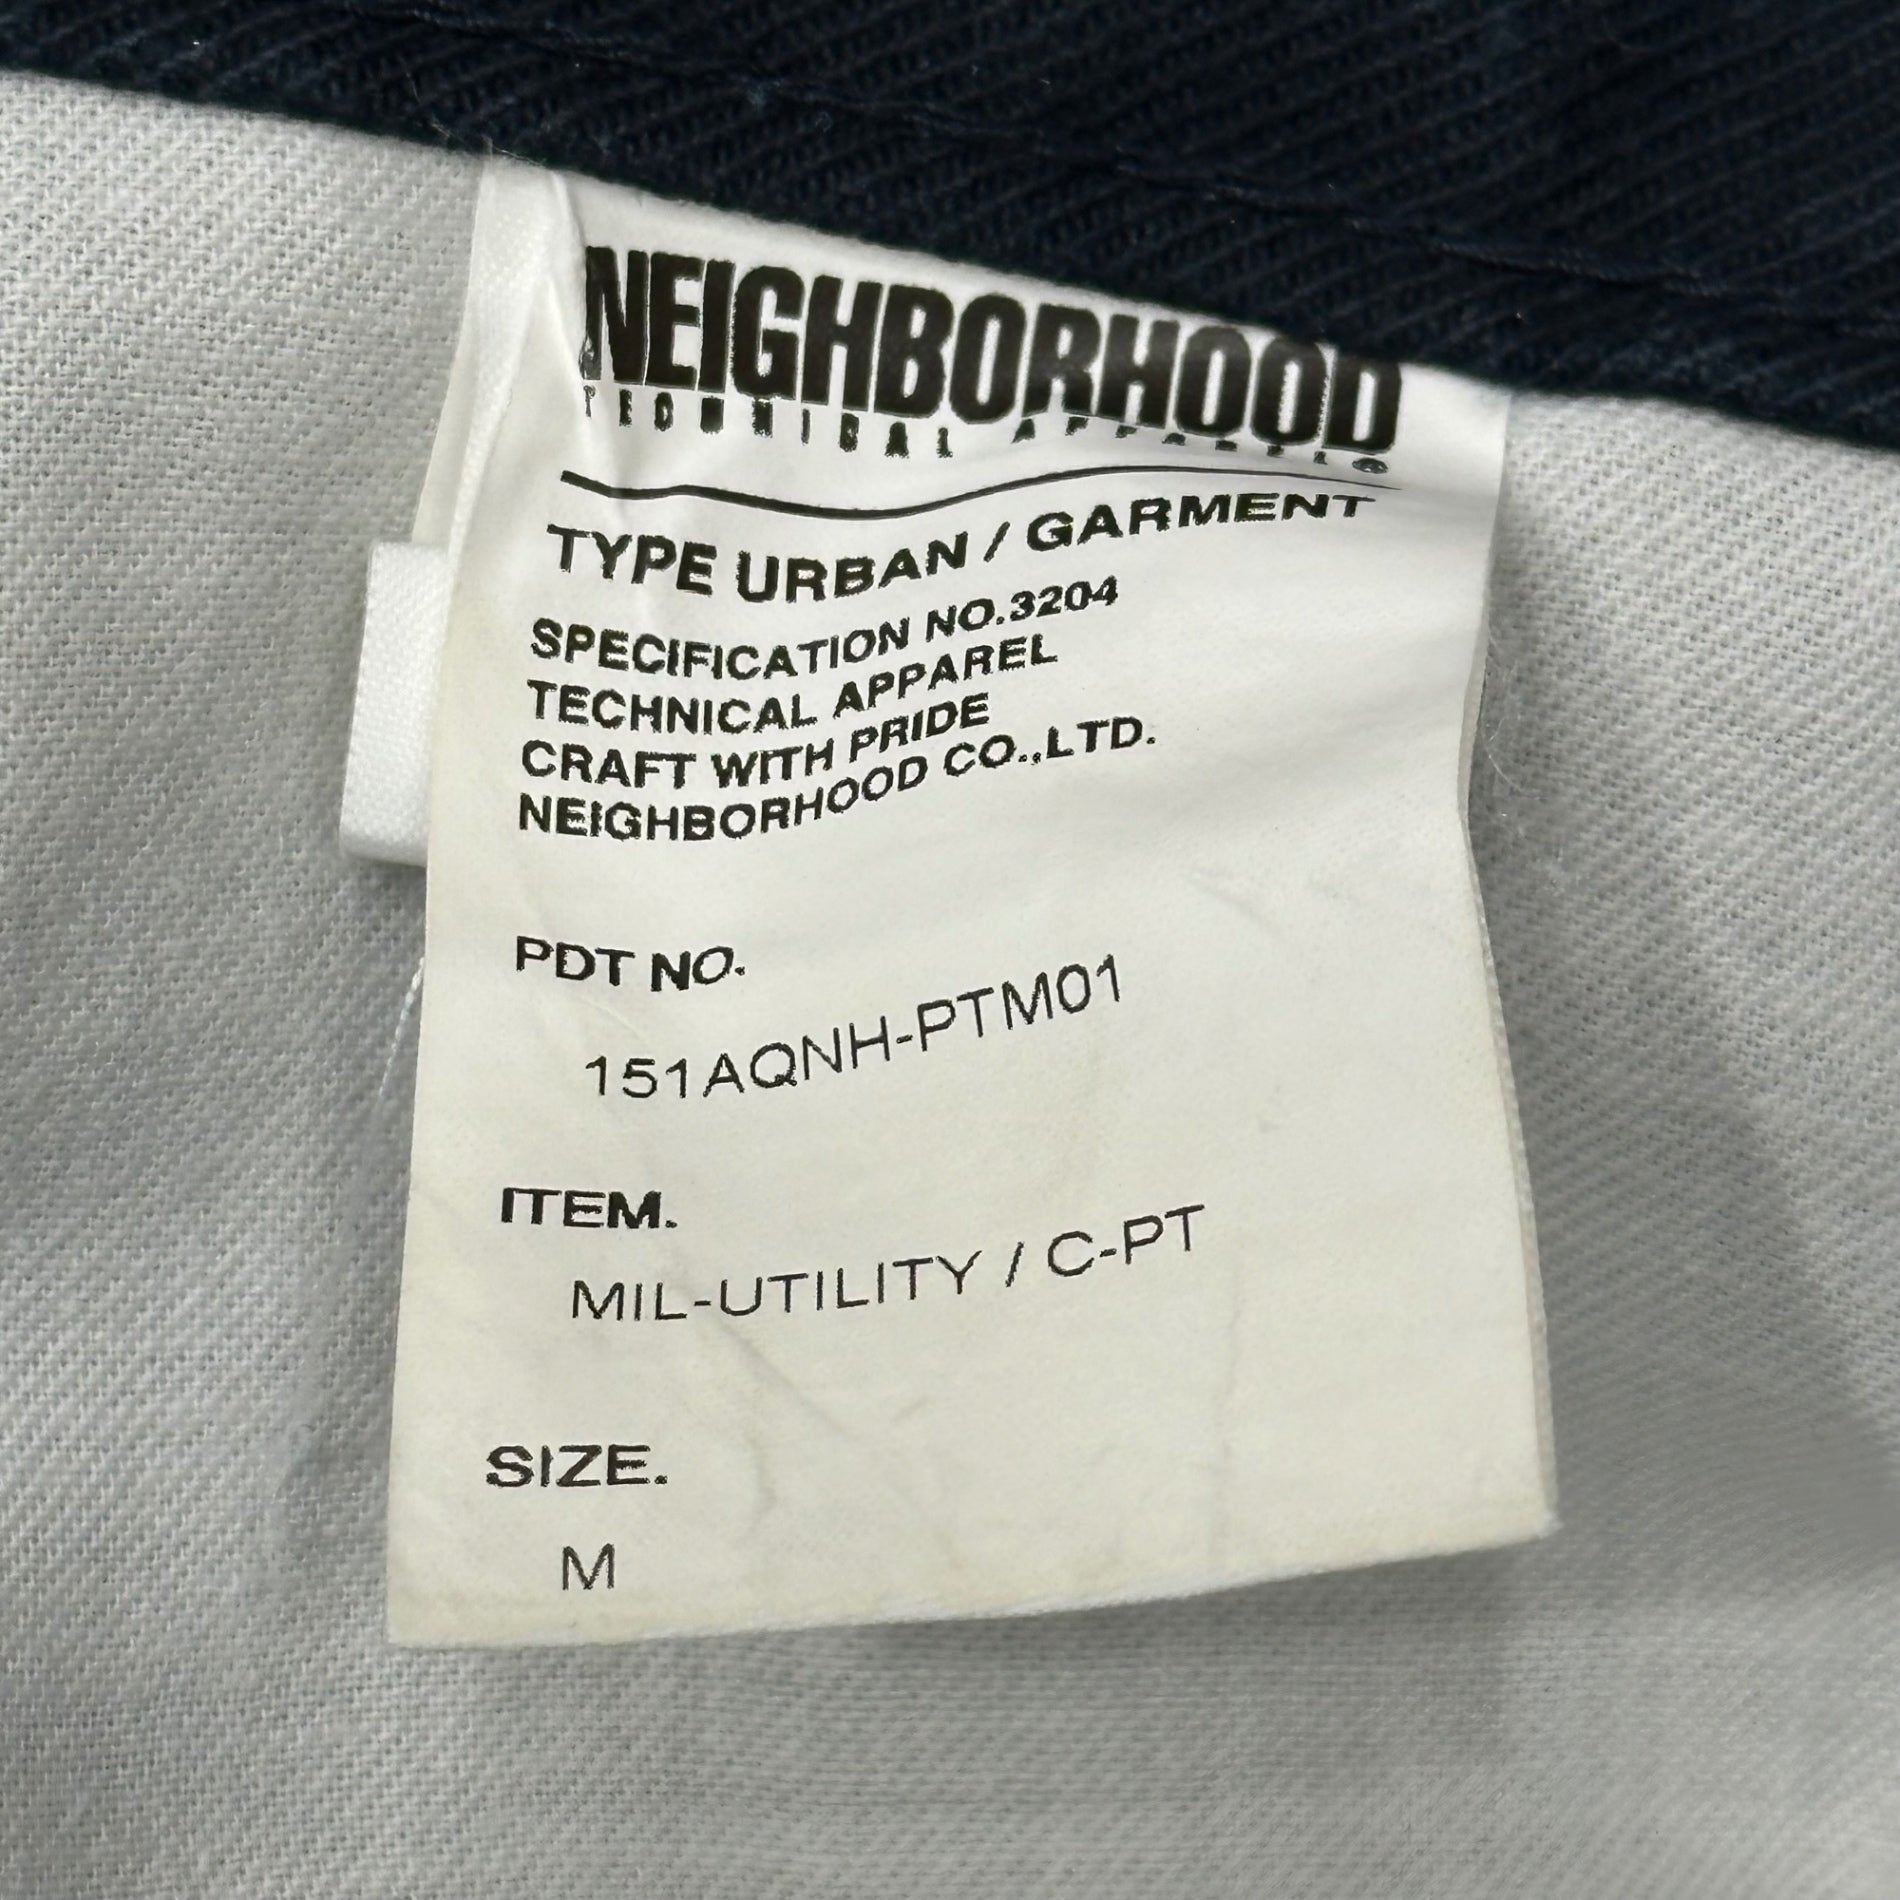 NEIGHBORHOOD
TECHNICAL APPAREL®
TYPE URBAN / GARMENT
SPECIFICATION NO.3204
TECHNICAL APPAREL
CRAFT WITH PRIDE
NEIGHBORHOOD CO.,LTD.
PDT NO.
151AQNH-PTM01
ITEM.
MIL-UTILITY / C-PT
SIZE.
M